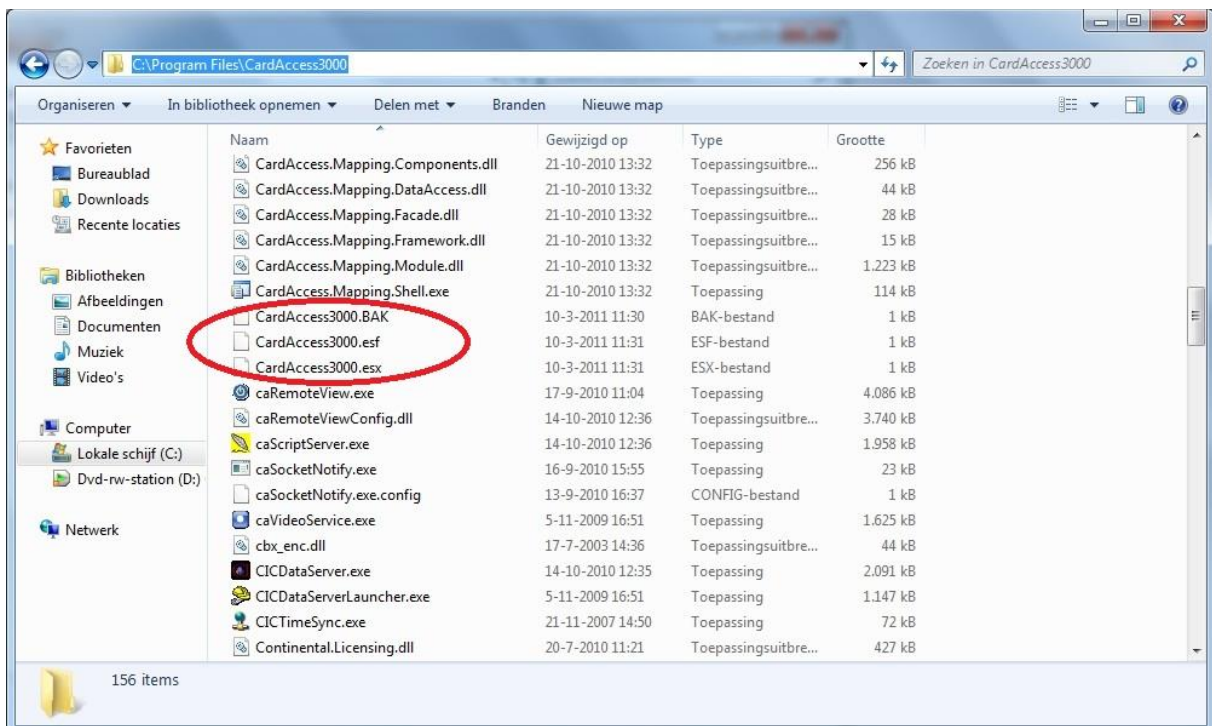 C:\Program Files\CardAccess3000
Zoeken in CardAccess3000
Organiseren In bibliotheek opnemen Delen met Branden Nieuwe map
Favorieten
Bureaublad
Downloads
Recente locaties
Bibliotheken
Afbeeldingen
Documenten
Muziek
Video's
Computer
Lokale schijf (C:)
Dvd-rw-station (D:)
Netwerk
Naam Gewijzigd op Type Grootte
CardAccess.Mapping.Components.dll 21-10-2010 13:32 Toepassingsuitbre... 256 kB
CardAccess.Mapping.DataAccess.dll 21-10-2010 13:32 Toepassingsuitbre... 44 kB
CardAccess.Mapping.Facade.dll 21-10-2010 13:32 Toepassingsuitbre... 28 kB
CardAccess.Mapping.Framework.dll 21-10-2010 13:32 Toepassingsuitbre... 15 kB
CardAccess.Mapping.Module.dll 21-10-2010 13:32 Toepassingsuitbre... 1.223 kB
CardAccess.Mapping.Shell.exe 21-10-2010 13:32 Toepassing 114 kB
CardAccess3000.BAK 10-3-2011 11:30 BAK-bestand 1 kB
CardAccess3000.esf 10-3-2011 11:31 ESF-bestand 1 kB
CardAccess3000.esx 10-3-2011 11:31 ESX-bestand 1 kB
caRemoteView.exe 17-9-2010 11:04 Toepassing 4.086 kB
caRemoteViewConfig.dll 14-10-2010 12:36 Toepassingsuitbre... 3.740 kB
caScriptServer.exe 14-10-2010 12:36 Toepassing 1.958 kB
caSocketNotify.exe 16-9-2010 15:55 Toepassing 23 kB
caSocketNotify.exe.config 13-9-2010 16:37 CONFIG-bestand 1 kB
caVideoService.exe 5-11-2009 16:51 Toepassing 1.625 kB
cbx_enc.dll 17-7-2003 14:36 Toepassingsuitbre... 44 kB
CICDataServer.exe 14-10-2010 12:35 Toepassing 2.091 kB
CICDataServerLauncher.exe 5-11-2009 16:51 Toepassing 1.147 kB
CICTimeSync.exe 21-11-2007 14:50 Toepassing 72 kB
Continental.Licensing.dll 20-7-2010 11:21 Toepassingsuitbre... 427 kB
156 items